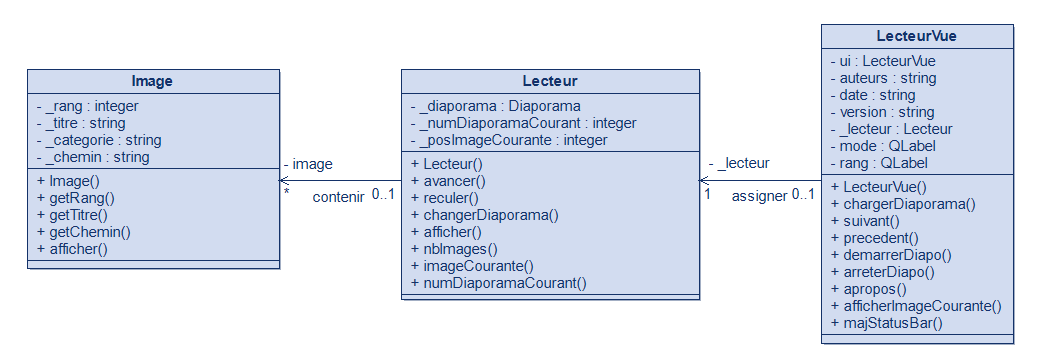 Image
- _rang : integer
- _titre : string
- _categorie : string
- _chemin : string
+ Image()
+ getRang()
+ getTitre()
+ getChemin()
+ afficher()
- image
*
contenir
0..1
Lecteur
- _diaporama : Diaporama
- _numDiaporamaCourant : integer
- _posImageCourante : integer
+ Lecteur()
+ avancer()
+ reculer()
+ changerDiaporama()
+ afficher()
+ nbImages()
+ imageCourante()
+ numDiaporamaCourant()
- _lecteur
1
assigner
0..1
LecteurVue
- ui : LecteurVue
- auteurs : string
- date : string
- version : string
- _lecteur : Lecteur
- mode : QLabel
- rang : QLabel
+ LecteurVue()
+ chargerDiaporama()
+ suivant()
+ precedent()
+ demarrerDiapo()
+ arreterDiapo()
+ apropos()
+ afficherImageCourante()
+ majStatusBar()